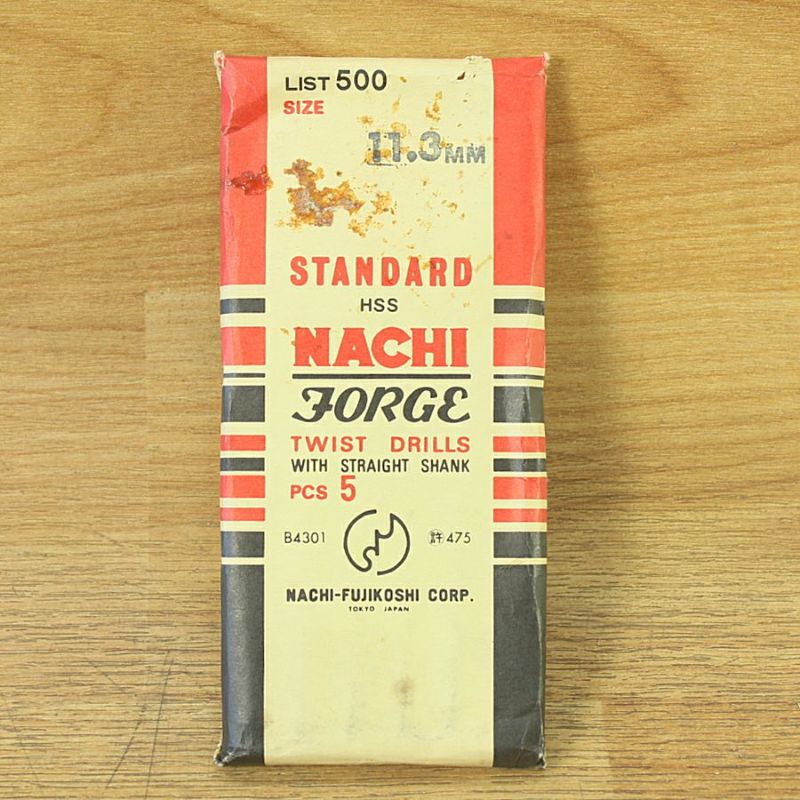 LIST 500
SIZE
11.3MM
STANDARD
HSS
NACHI
FORGE
TWIST DRILLS
WITH STRAIGHT SHANK
PCS 5
B4301 許475
NACHI-FUJIKOSHI CORP.
TOKYO JAPAN